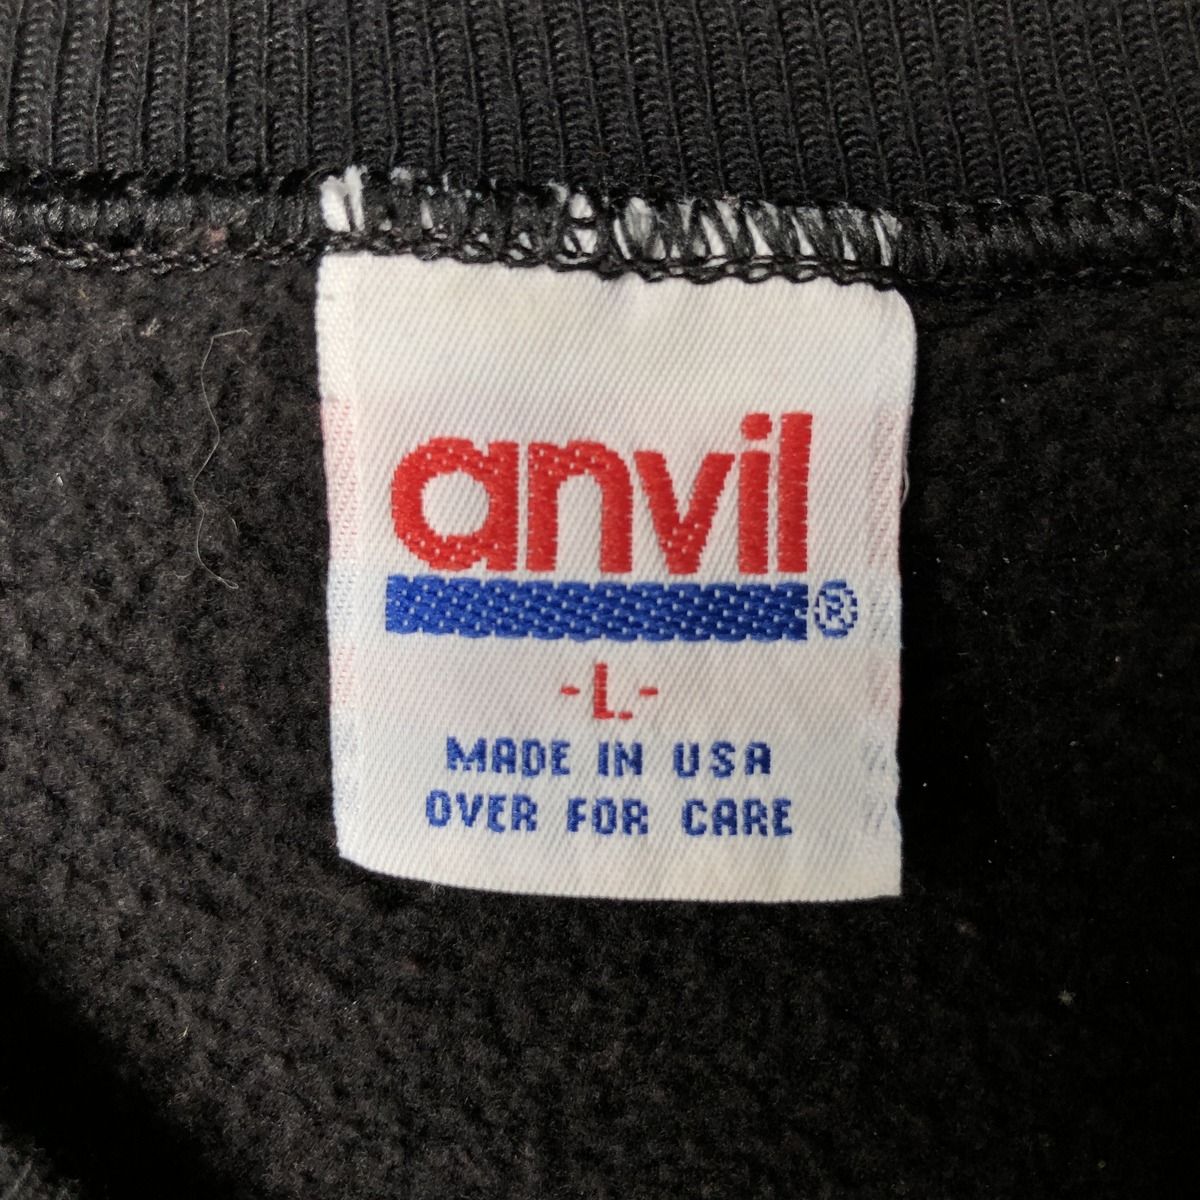 anvil®
-L-
MADE IN USA
OVER FOR CARE